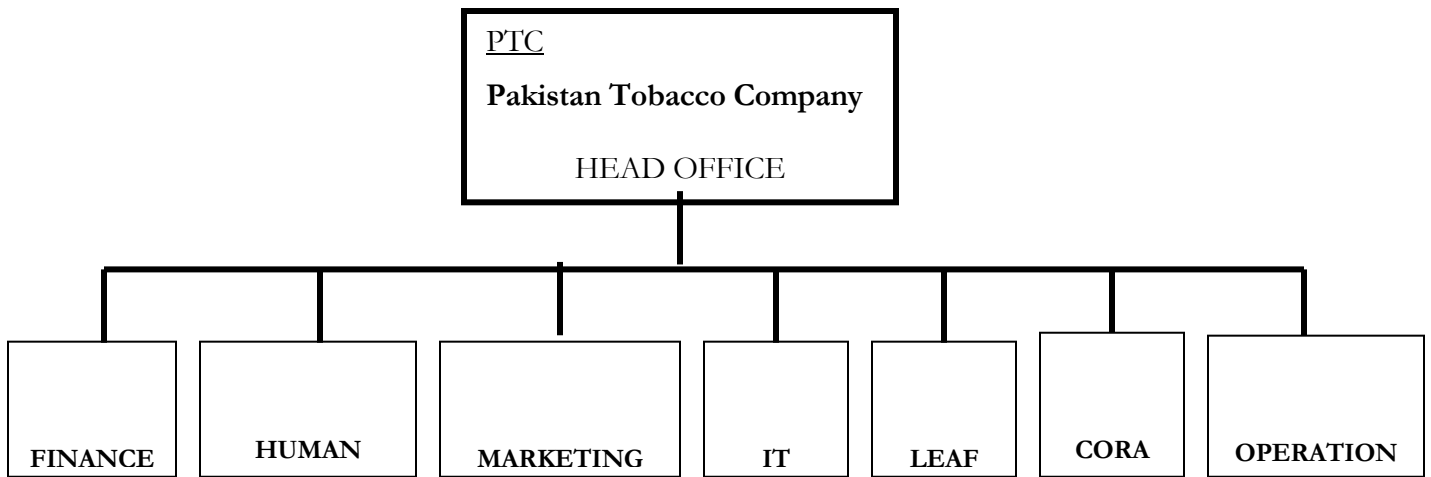 PTC
Pakistan Tobacco Company
HEAD OFFICE
FINANCE
HUMAN
MARKETING
IT
LEAF
CORA
OPERATION